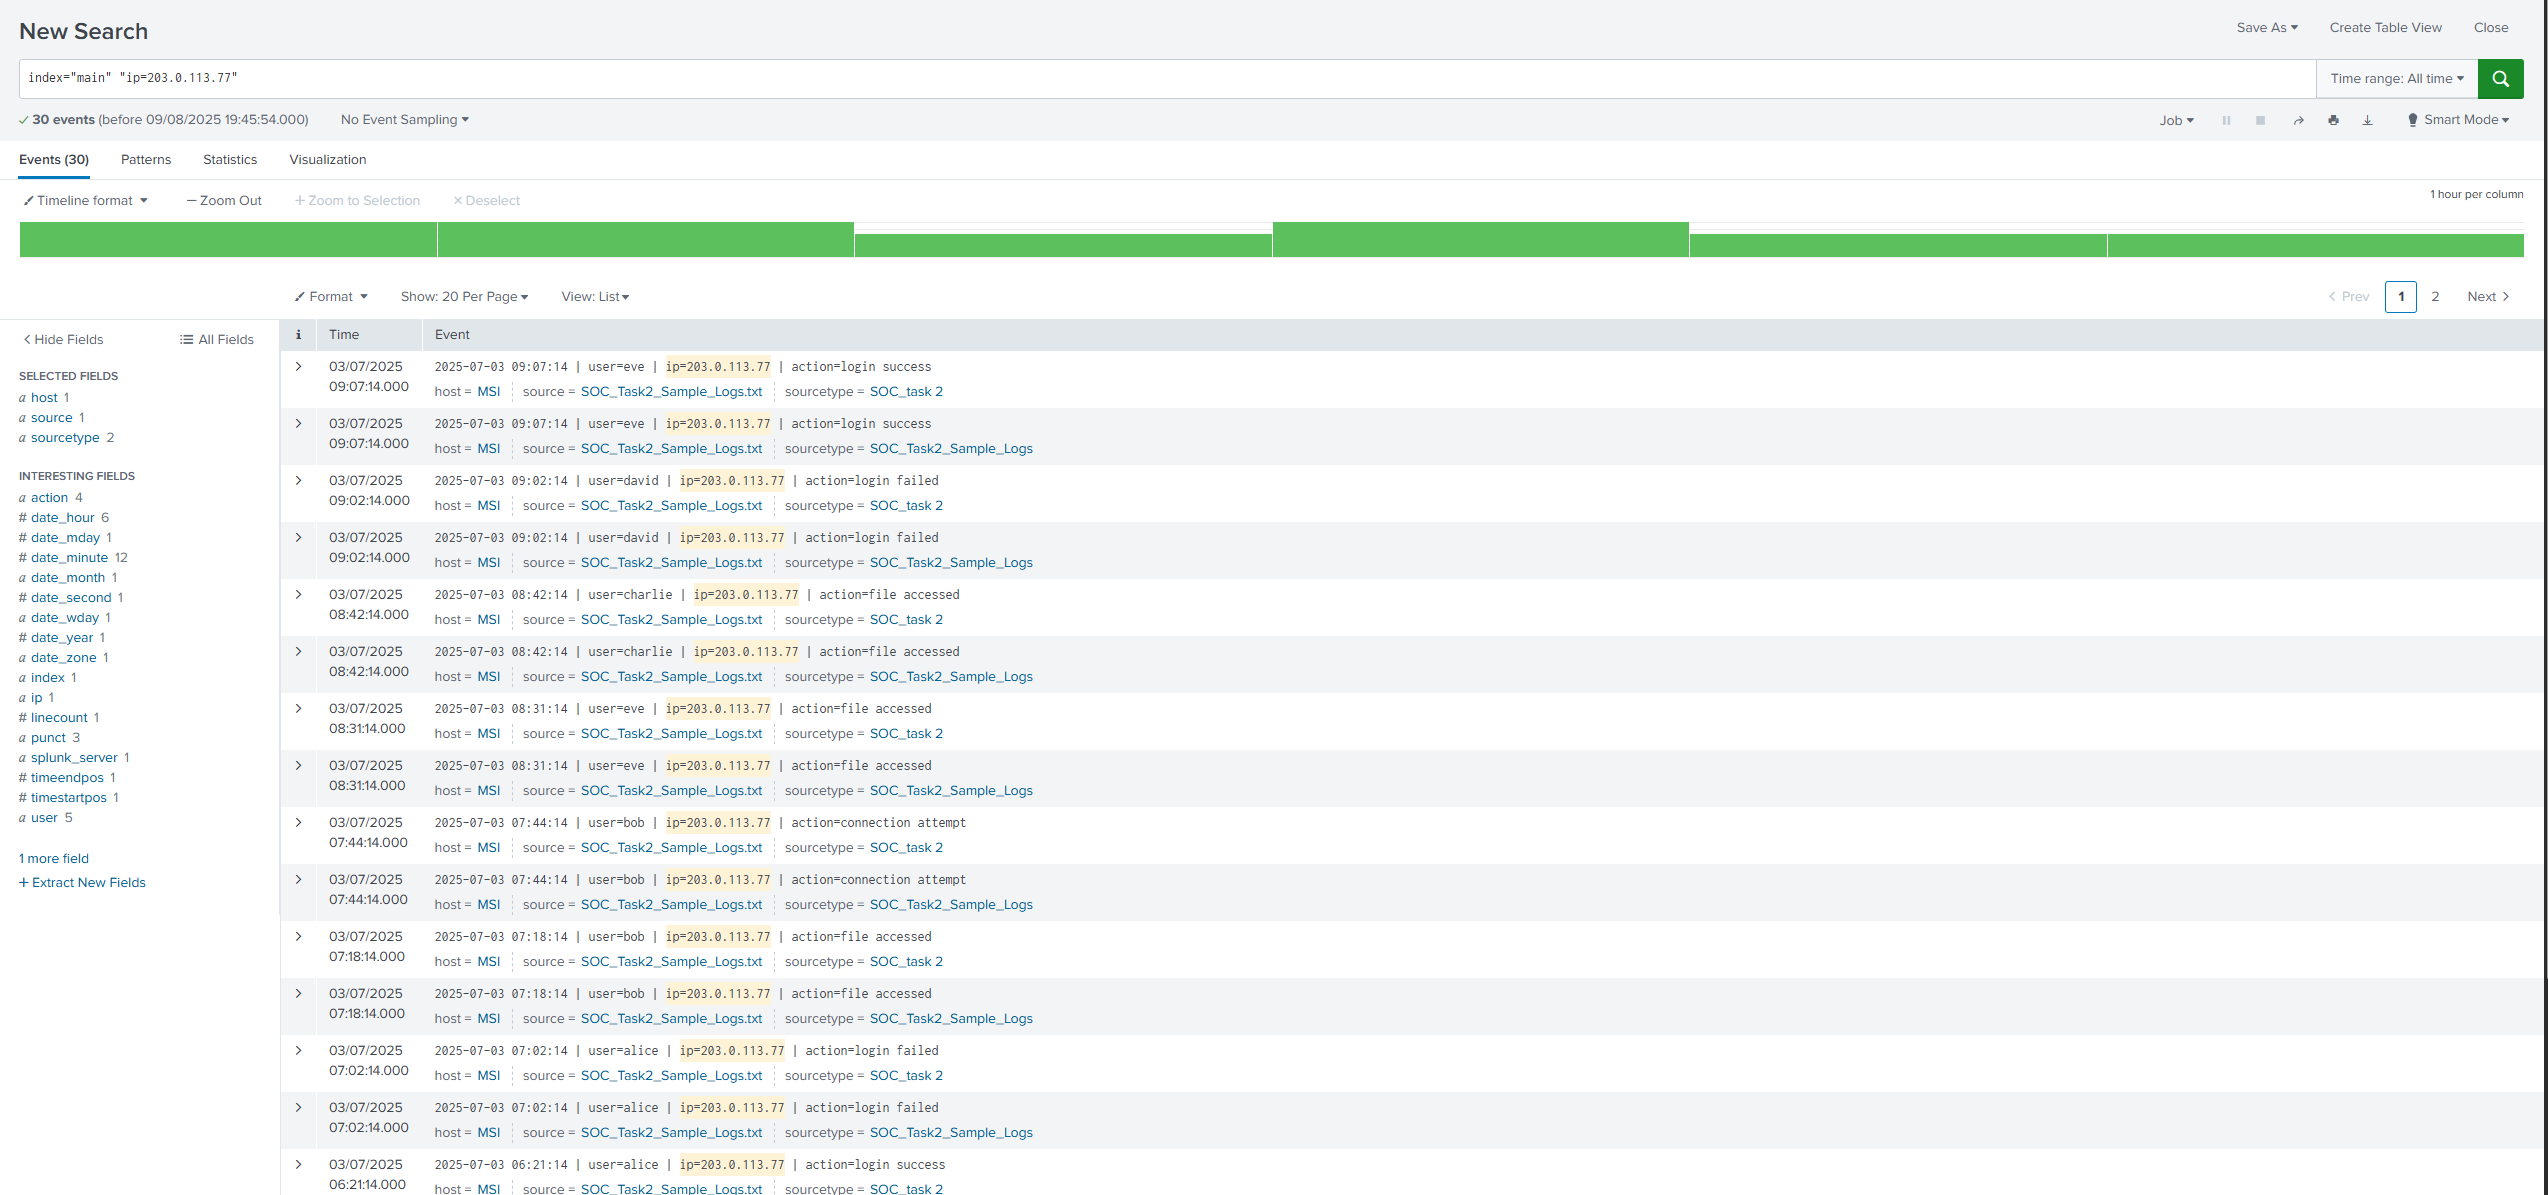 New Search
Save As
Create Table View
Close
index="main" "ip=203.0.113.77"
Time range: All time
30 events (before 09/08/2025 19:45:54.000)
No Event Sampling
Job
Smart Mode
Events (30)
Patterns
Statistics
Visualization
Timeline format
Zoom Out
+ Zoom to Selection
× Deselect
1 hour per column
Format
Show: 20 Per Page
View: List
< Prev
1
2
Next >
< Hide Fields
All Fields
SELECTED FIELDS
a host 1
a source 1
a sourcetype 2
INTERESTING FIELDS
a action 4
# date_hour 6
# date_mday 1
# date_minute 12
a date_month 1
# date_second 1
a date_wday 1
# date_year 1
a date_zone 1
a index 1
a ip 1
# linecount 1
a punct 3
a splunk_server 1
# timeendpos 1
# timestartpos 1
a user 5
1 more field
+ Extract New Fields
i
Time
Event
03/07/2025
09:07:14.000
2025-07-03 09:07:14 | user=eve | ip=203.0.113.77 | action=login success
host = MSI source = SOC_Task2_Sample_Logs.txt sourcetype = SOC_task 2
03/07/2025
09:07:14.000
2025-07-03 09:07:14 | user=eve | ip=203.0.113.77 | action=login success
host = MSI source = SOC_Task2_Sample_Logs.txt sourcetype = SOC_Task2_Sample_Logs
03/07/2025
09:02:14.000
2025-07-03 09:02:14 | user=david | ip=203.0.113.77 | action=login failed
host = MSI source = SOC_Task2_Sample_Logs.txt sourcetype = SOC_task 2
03/07/2025
09:02:14.000
2025-07-03 09:02:14 | user=david | ip=203.0.113.77 | action=login failed
host = MSI source = SOC_Task2_Sample_Logs.txt sourcetype = SOC_Task2_Sample_Logs
03/07/2025
08:42:14.000
2025-07-03 08:42:14 | user=charlie | ip=203.0.113.77 | action=file accessed
host = MSI source = SOC_Task2_Sample_Logs.txt sourcetype = SOC_task 2
03/07/2025
08:42:14.000
2025-07-03 08:42:14 | user=charlie | ip=203.0.113.77 | action=file accessed
host = MSI source = SOC_Task2_Sample_Logs.txt sourcetype = SOC_Task2_Sample_Logs
03/07/2025
08:31:14.000
2025-07-03 08:31:14 | user=eve | ip=203.0.113.77 | action=file accessed
host = MSI source = SOC_Task2_Sample_Logs.txt sourcetype = SOC_task 2
03/07/2025
08:31:14.000
2025-07-03 08:31:14 | user=eve | ip=203.0.113.77 | action=file accessed
host = MSI source = SOC_Task2_Sample_Logs.txt sourcetype = SOC_Task2_Sample_Logs
03/07/2025
07:44:14.000
2025-07-03 07:44:14 | user=bob | ip=203.0.113.77 | action=connection attempt
host = MSI source = SOC_Task2_Sample_Logs.txt sourcetype = SOC_task 2
03/07/2025
07:44:14.000
2025-07-03 07:44:14 | user=bob | ip=203.0.113.77 | action=connection attempt
host = MSI source = SOC_Task2_Sample_Logs.txt sourcetype = SOC_Task2_Sample_Logs
03/07/2025
07:18:14.000
2025-07-03 07:18:14 | user=bob | ip=203.0.113.77 | action=file accessed
host = MSI source = SOC_Task2_Sample_Logs.txt sourcetype = SOC_task 2
03/07/2025
07:18:14.000
2025-07-03 07:18:14 | user=bob | ip=203.0.113.77 | action=file accessed
host = MSI source = SOC_Task2_Sample_Logs.txt sourcetype = SOC_Task2_Sample_Logs
03/07/2025
07:02:14.000
2025-07-03 07:02:14 | user=alice | ip=203.0.113.77 | action=login failed
host = MSI source = SOC_Task2_Sample_Logs.txt sourcetype = SOC_task 2
03/07/2025
07:02:14.000
2025-07-03 07:02:14 | user=alice | ip=203.0.113.77 | action=login failed
host = MSI source = SOC_Task2_Sample_Logs.txt sourcetype = SOC_Task2_Sample_Logs
03/07/2025
06:21:14.000
2025-07-03 06:21:14 | user=alice | ip=203.0.113.77 | action=login success
host = MSI source = SOC_Task2_Sample_Logs.txt sourcetype = SOC_task 2